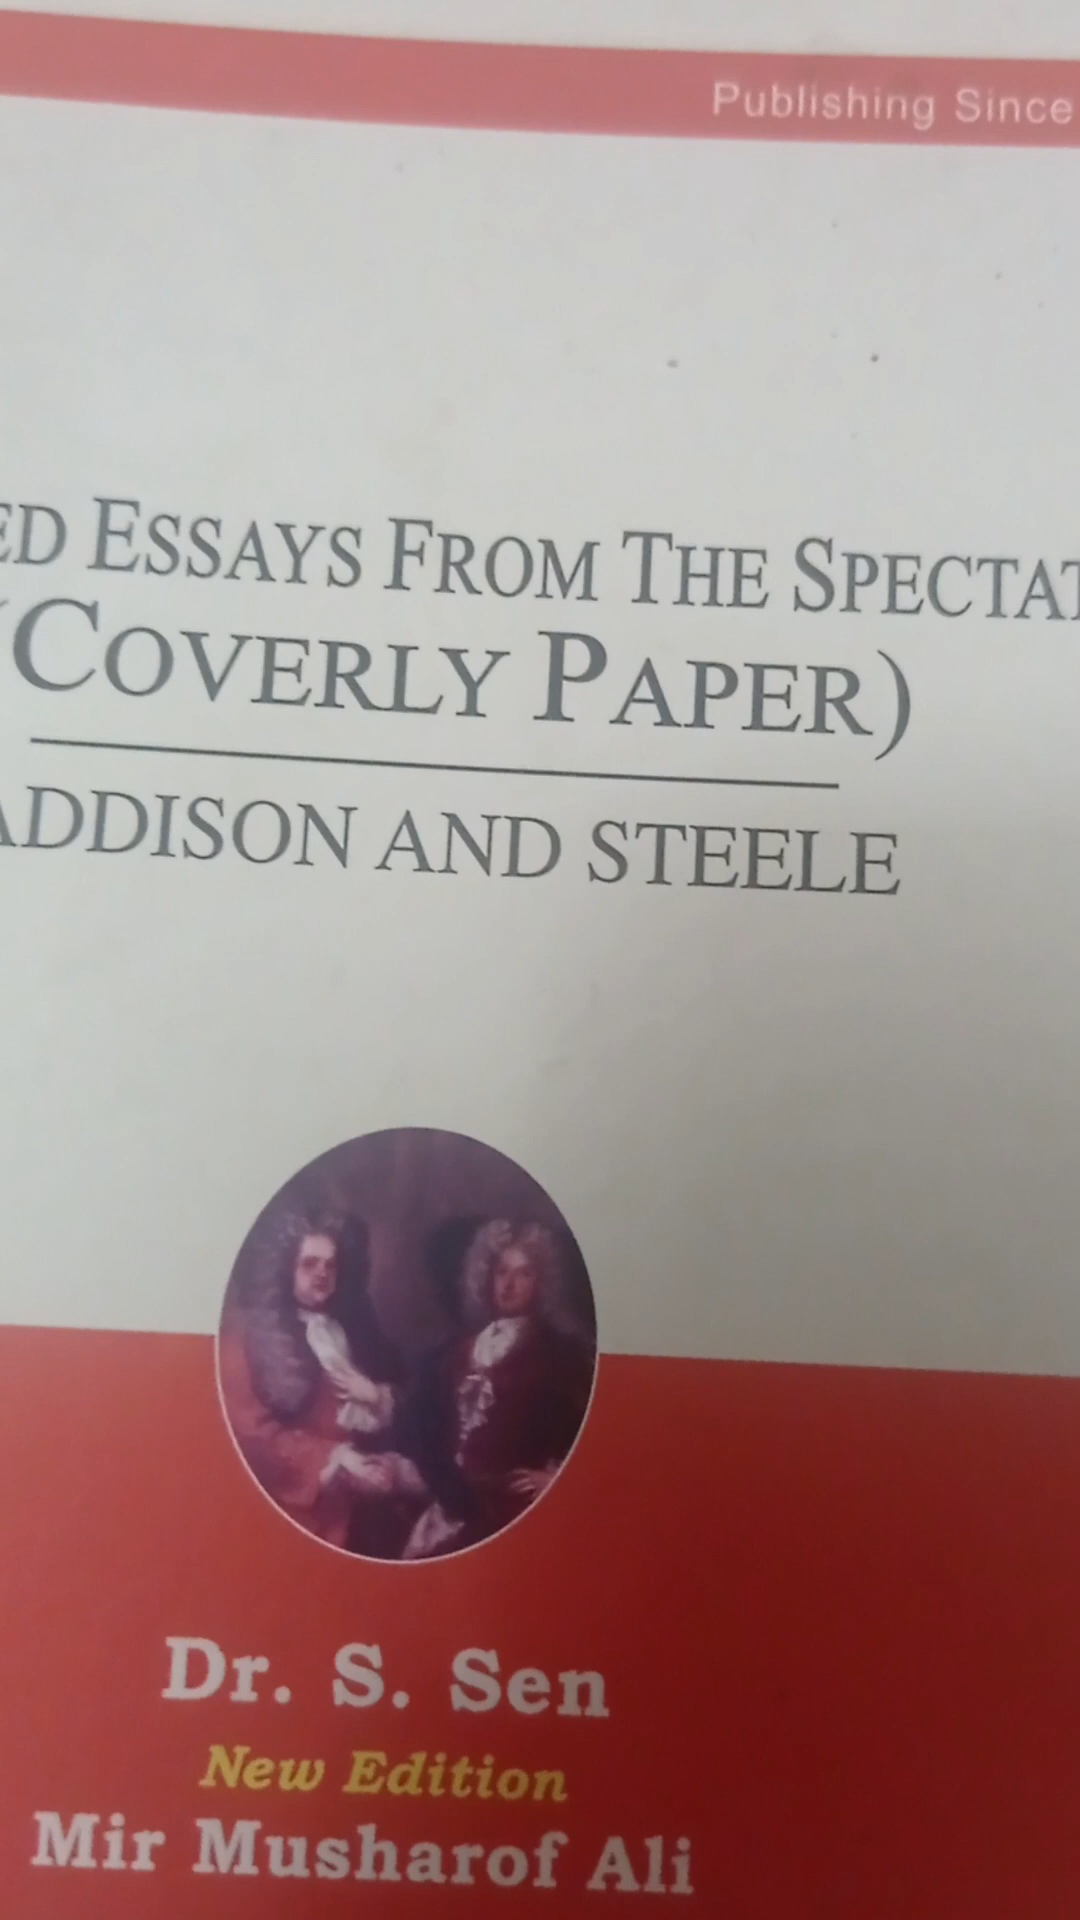 Publishing Since
ED ESSAYS FROM THE SPECTAT
(COVERLY PAPER)
ADDISON AND STEELE
Dr. S. Sen
New Edition
Mir Musharof Ali